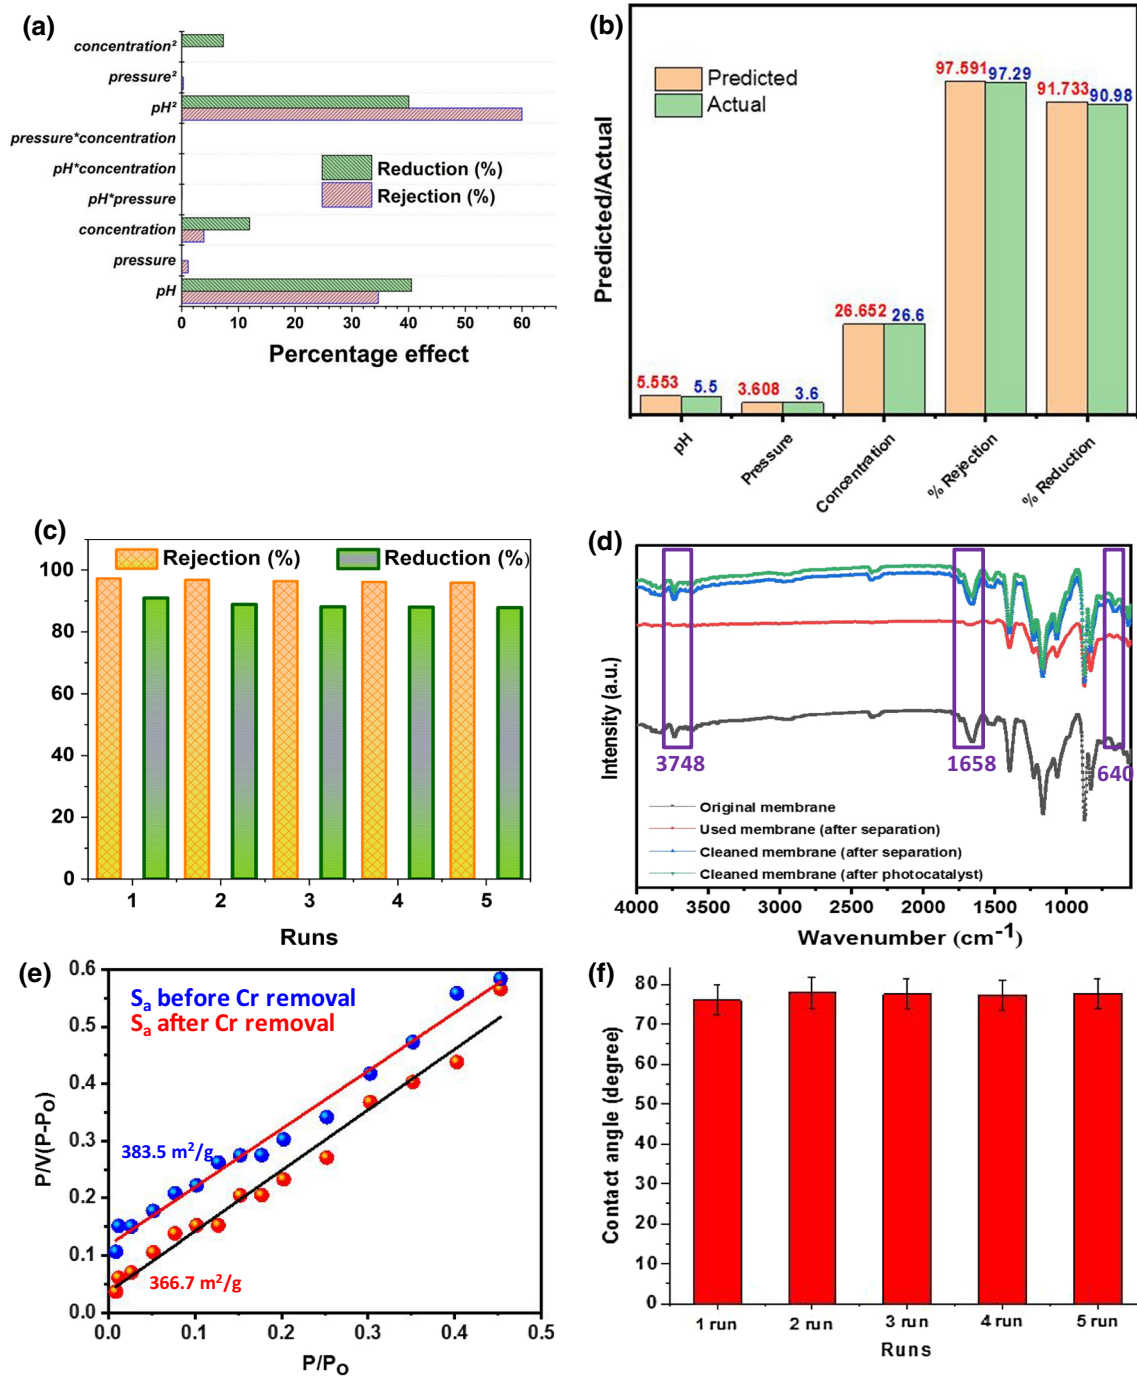 (a)
concentration²
pressure²
pH²
pressure*concentration
pH*concentration
pH*pressure
concentration
pressure
pH
Reduction (%)
Rejection (%)
0 10 20 30 40 50 60
Percentage effect
(b)
Predicted
Actual
97.591 97.29
91.733 90.98
26.652 26.6
5.553 5.5
3.608 3.6
Predicted/Actual
pH
Pressure
Concentration
% Rejection
% Reduction
(c)
Rejection (%)
Reduction (%)
100
80
60
40
20
0
1 2 3 4 5
Runs
(d)
Intensity (a.u.)
3748
1658
640
Original membrane
Used membrane (after separation)
Cleaned membrane (after separation)
Cleaned membrane (after photocatalyst)
4000 3500 3000 2500 2000 1500 1000
Wavenumber (cm⁻¹)
(e)
Sₐ before Cr removal
Sₐ after Cr removal
0.6
0.5
0.4
0.3
0.2
0.1
0.0
P/V(P-Pₒ)
383.5 m²/g
366.7 m²/g
0.0 0.1 0.2 0.3 0.4 0.5
P/Pₒ
(f)
80
70
60
50
40
30
20
10
0
Contact angle (degree)
1 run 2 run 3 run 4 run 5 run
Runs